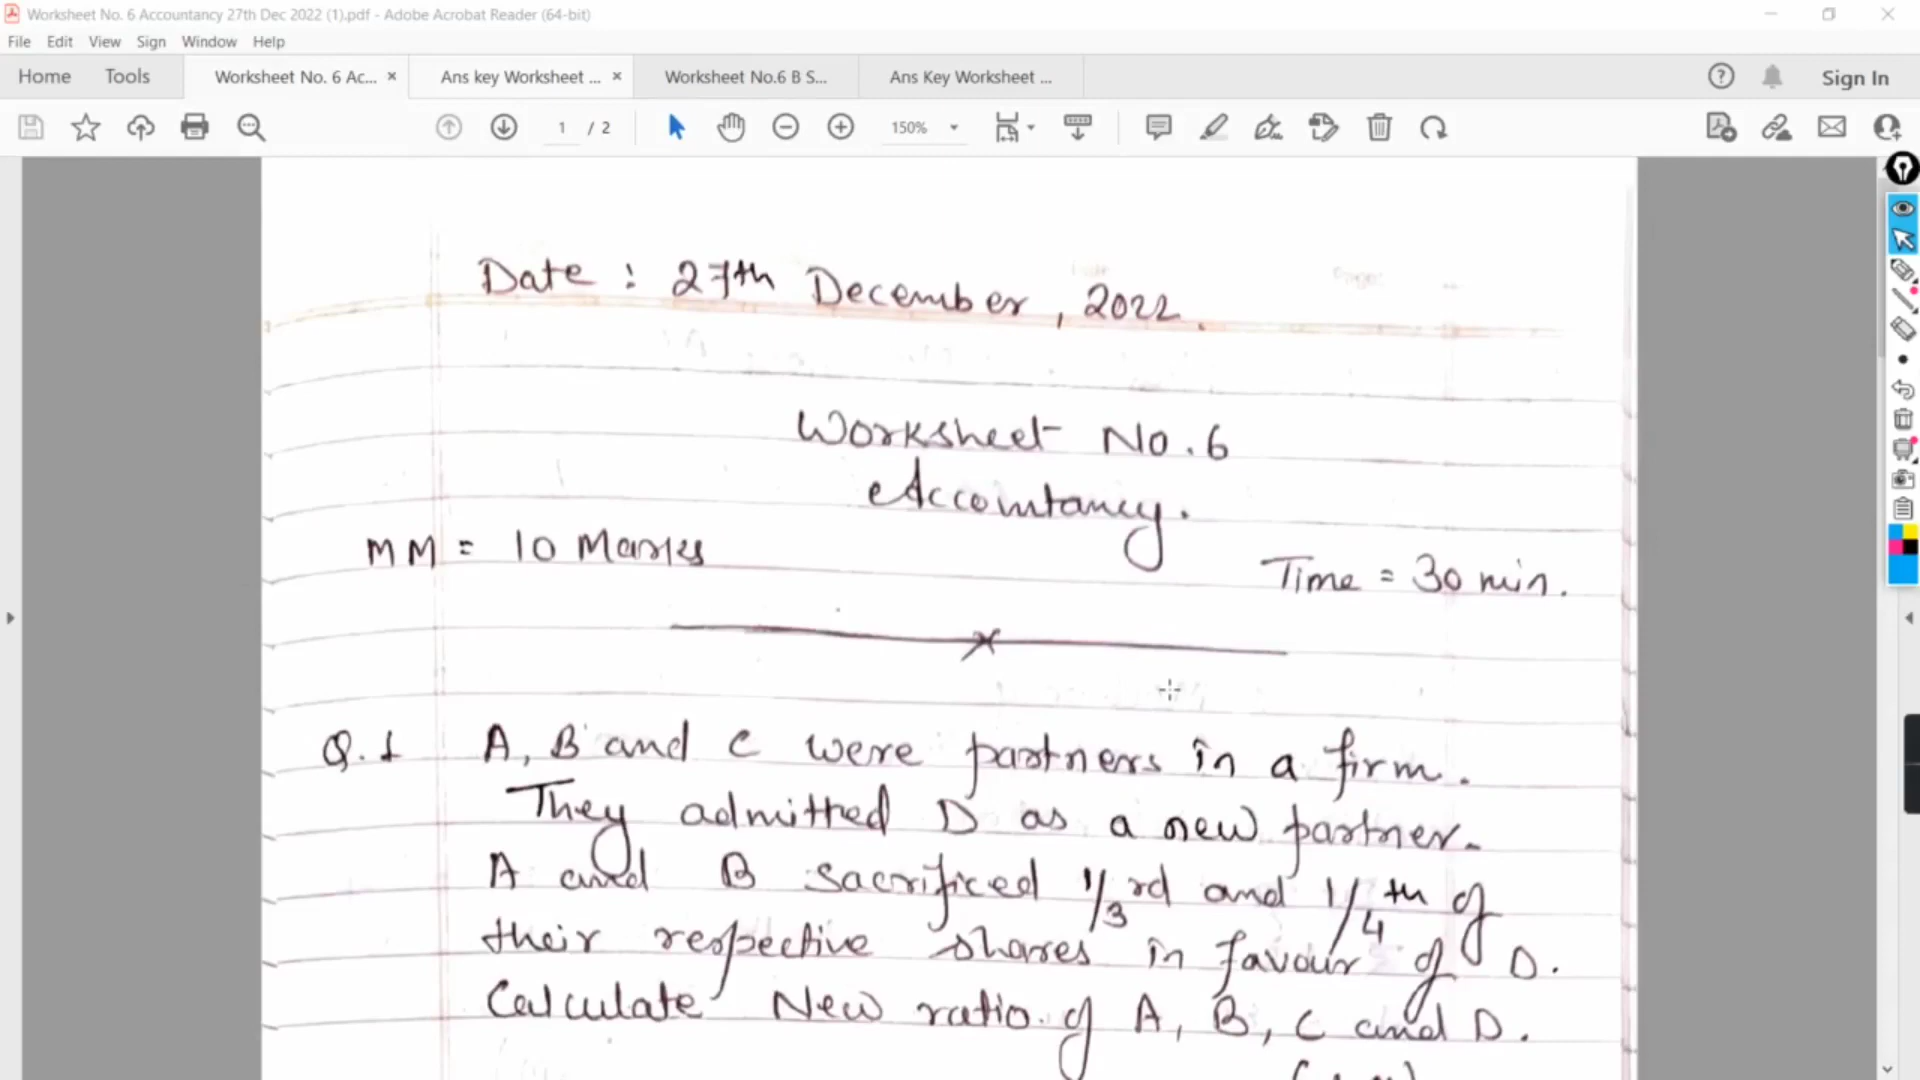 Worksheet No. 6 Accountancy 27th Dec 2022 (1).pdf - Adobe Acrobat Reader (64-bit)
File Edit View Sign Window Help
Home Tools Worksheet No. 6 Ac... × Ans key Worksheet ... × Worksheet No.6 B S... Ans Key Worksheet ... Sign In
1 / 2 150%
Date : 27th December, 2022.
Worksheet No. 6
Accountancy.
MM = 10 Marks
Time = 30 min.
Q.1 A, B and C were partners in a firm.
They admitted D as a new partner.
A and B sacrificed 1/3rd and 1/4th of
their respective shares in favour of D.
Calculate New ratio of A, B, C and D.